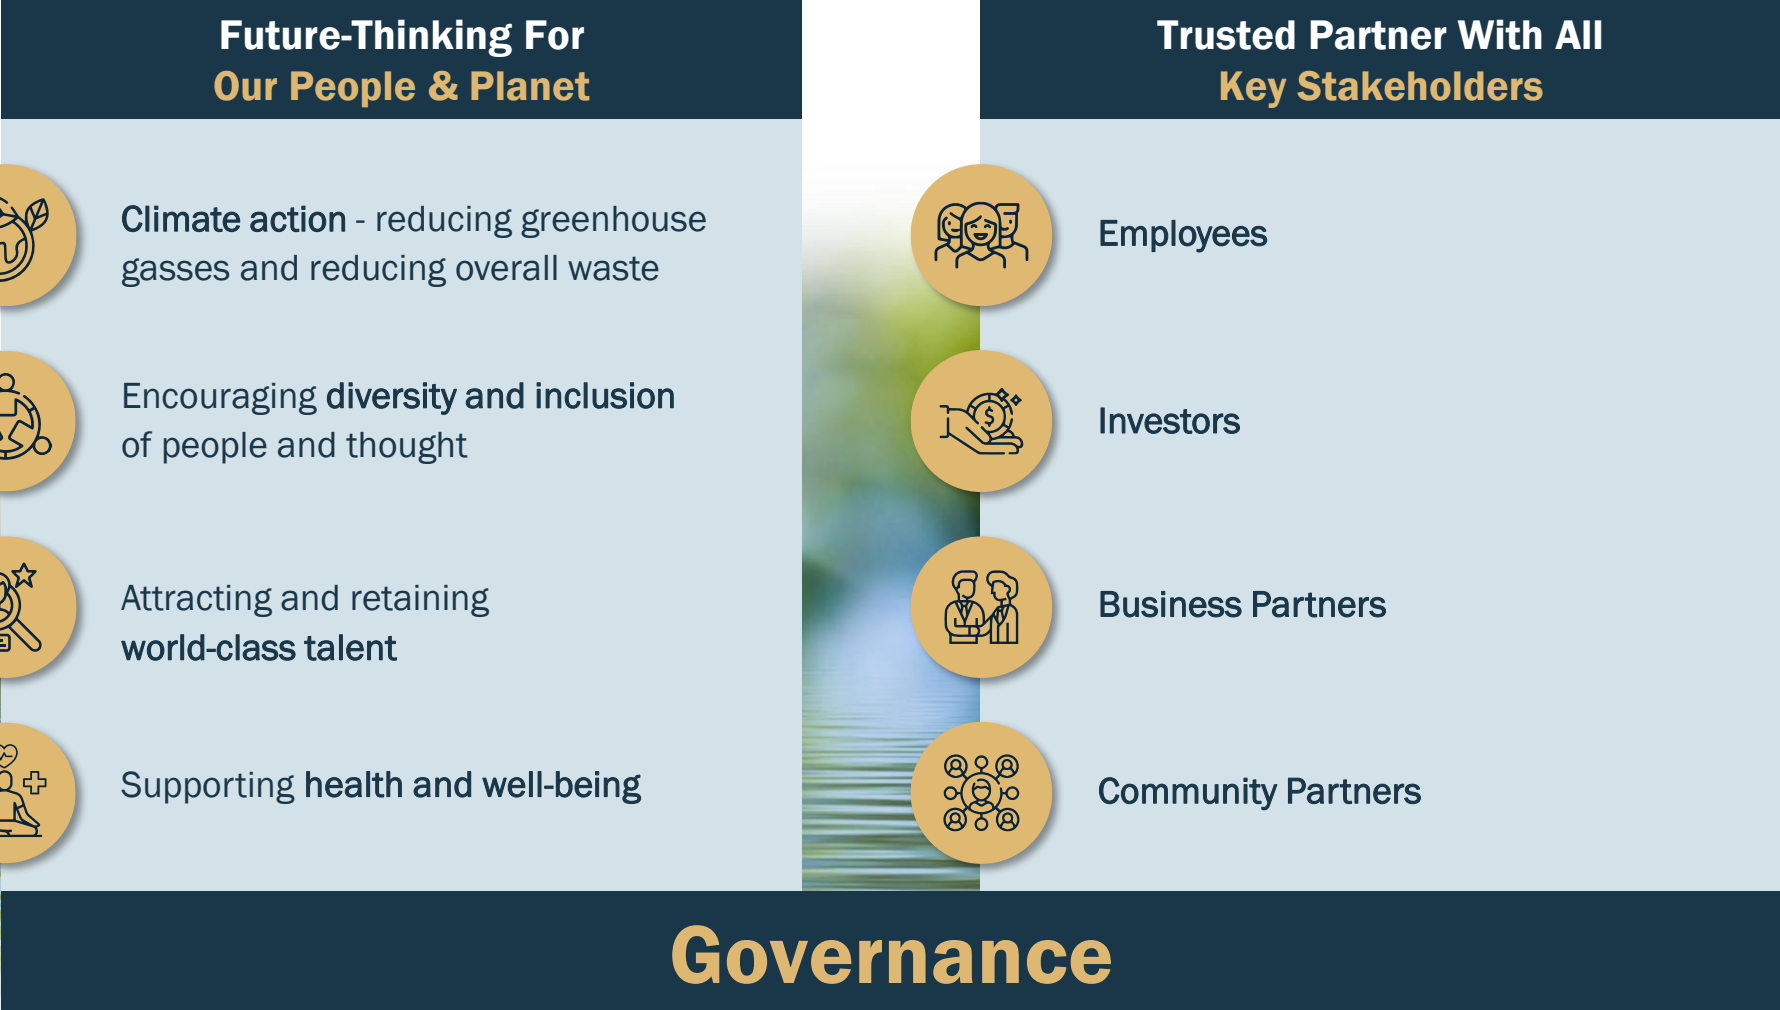 Future-Thinking For
Our People & Planet
Climate action - reducing greenhouse
gasses and reducing overall waste
Encouraging diversity and inclusion
of people and thought
Attracting and retaining
world-class talent
Supporting health and well-being
Trusted Partner With All
Key Stakeholders
Employees
$
Investors
Business Partners
Community Partners
Governance